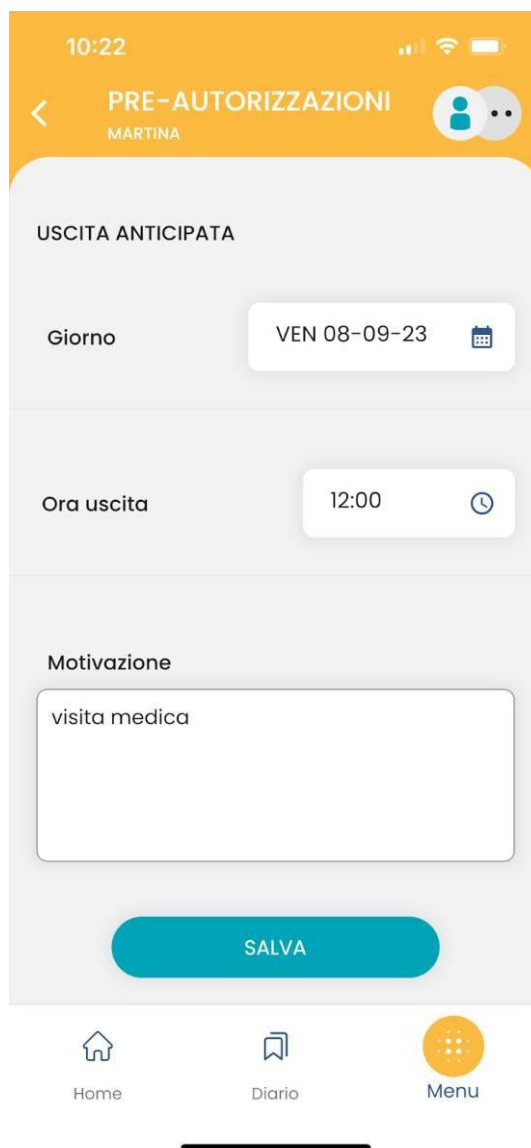 10:22
PRE-AUTORIZZAZIONI
MARTINA
USCITA ANTICIPATA
Giorno
VEN 08-09-23
Ora uscita
12:00
Motivazione
visita medica
SALVA
Home
Diario
Menu